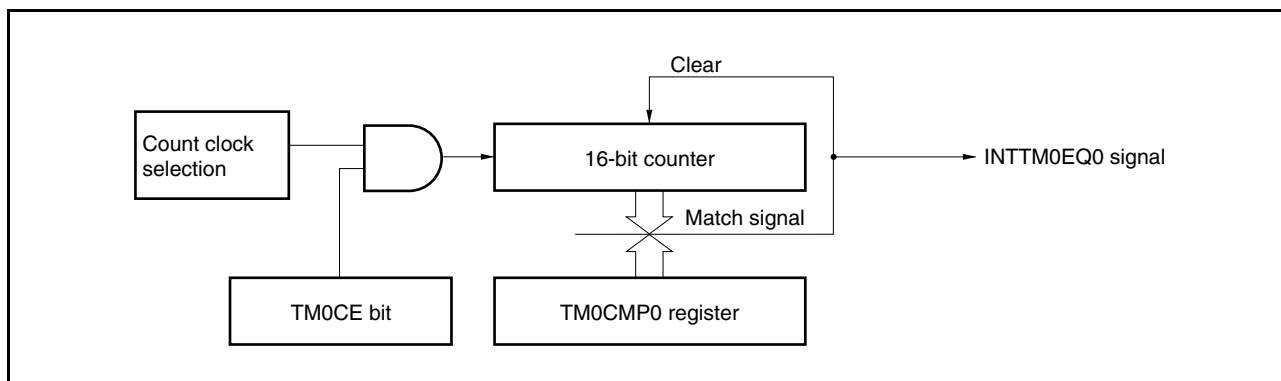 Clear
Count clock
selection
16-bit counter
INTTM0EQ0 signal
Match signal
TM0CE bit
TM0CMP0 register